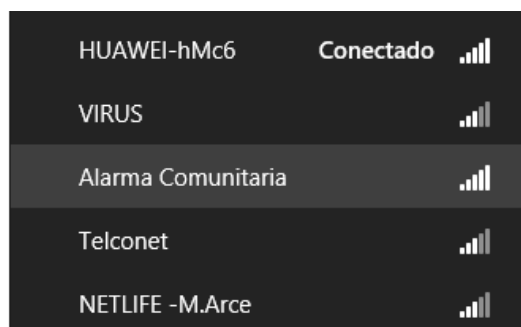 HUAWEI-hMc6 Conectado
VIRUS
Alarma Comunitaria
Telconet
NETLIFE -M.Arce